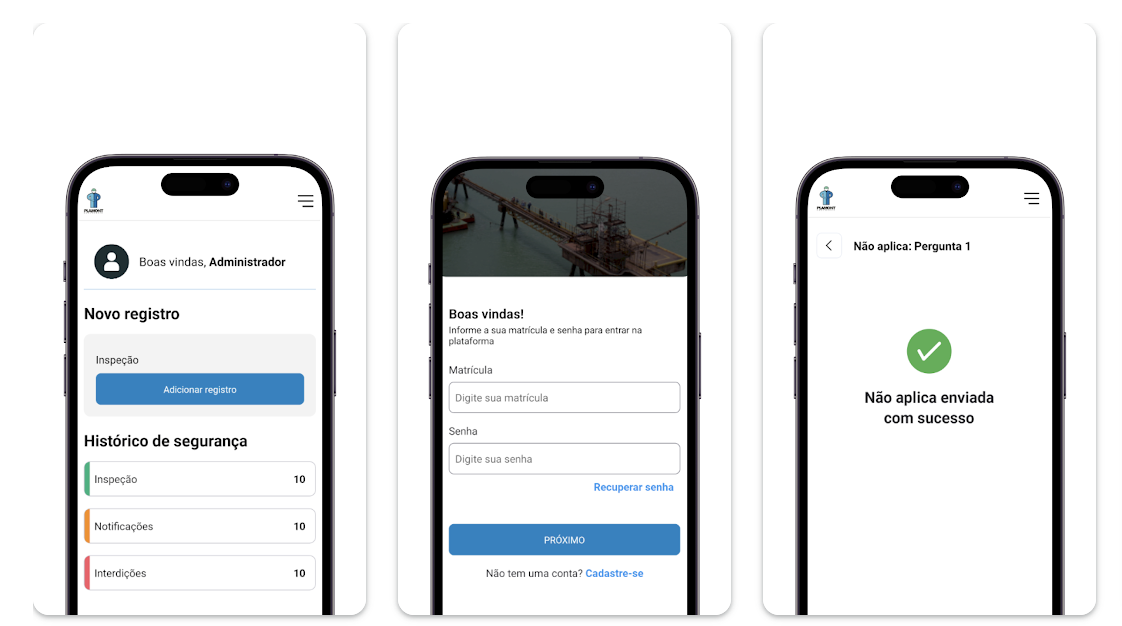 PLAMONT
Boas vindas, Administrador
Novo registro
Inspeção
Adicionar registro
Histórico de segurança
Inspeção 10
Notificações 10
Interdições 10
Boas vindas!
Informe a sua matrícula e senha para entrar na
plataforma
Matrícula
Digite sua matrícula
Senha
Digite sua senha
Recuperar senha
PRÓXIMO
Não tem uma conta? Cadastre-se
PLAMONT
Não aplica: Pergunta 1
Não aplica enviada
com sucesso